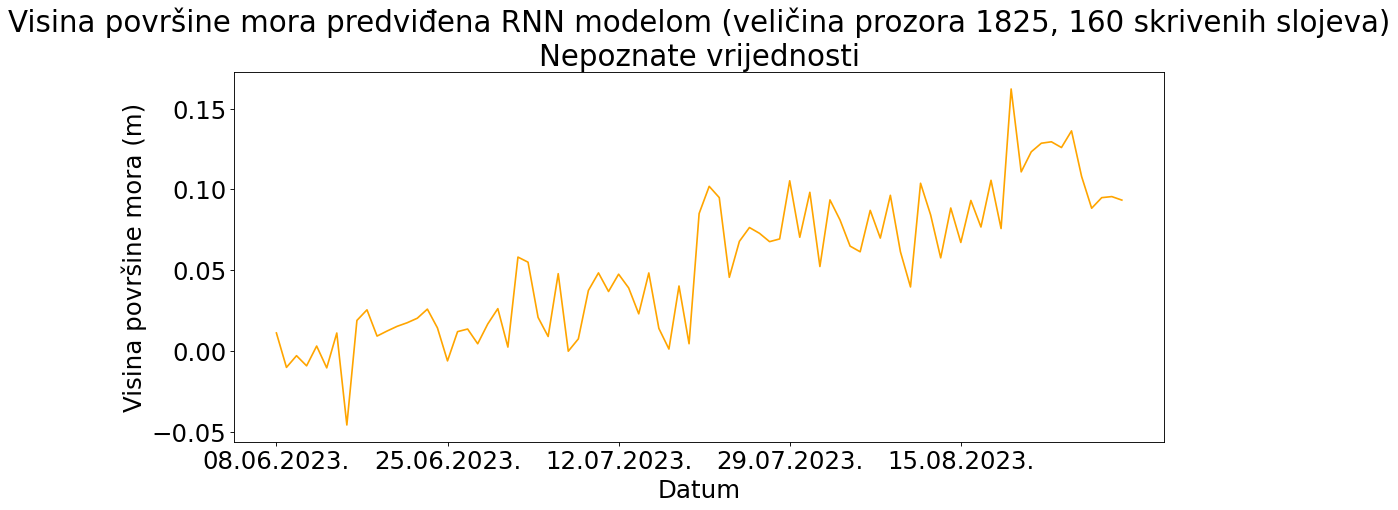 Visina površine mora predviđena RNN modelom (veličina prozora 1825, 160 skrivenih slojeva)
Nepoznate vrijednosti
Visina površine mora (m)
0.15
0.10
0.05
0.00
−0.05
08.06.2023. 25.06.2023. 12.07.2023. 29.07.2023. 15.08.2023.
Datum